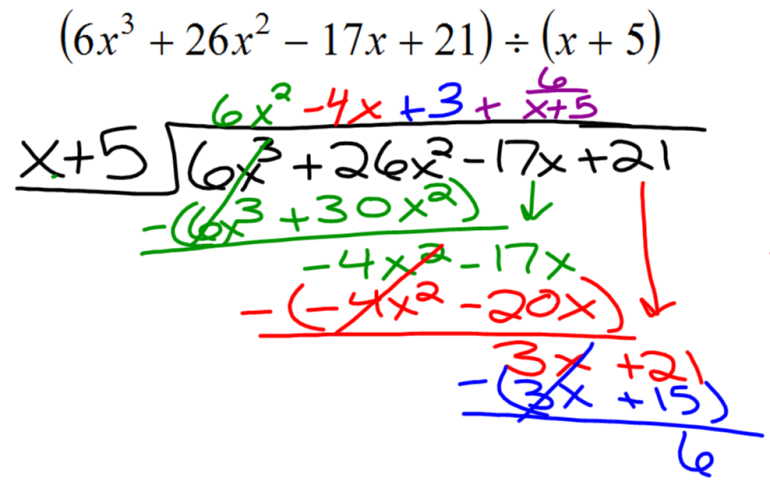 (6x³ + 26x² − 17x + 21) ÷ (x + 5)
6x² -4x +3 + 6/(x+5)
x+5 6x³ +26x² -17x +21
-(6x³ +30x²)
-4x² -17x
-(-4x² -20x)
3x +21
-(3x +15)
6